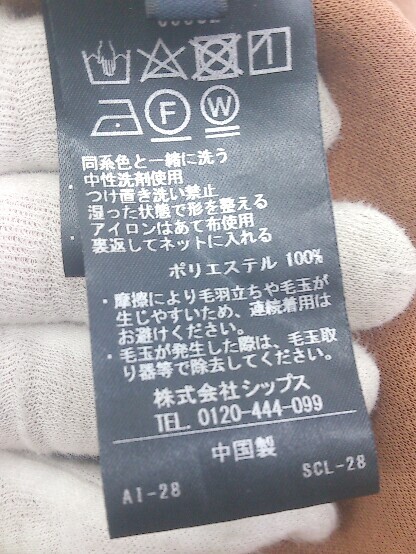 F W
同系色と一緒に洗う
中性洗剤使用
つけ置き洗い禁止
湿った状態で形を整える
アイロンはあて布使用
裏返してネットに入れる
ポリエステル 100%
・摩擦により毛羽立ちや毛玉が
生じやすいため、連続着用は
お避けください。
・毛玉が発生した際は、毛玉取
り器等で除去してください。
株式会社シップス
TEL. 0120-444-099
中国製
AI-28 SCL-28